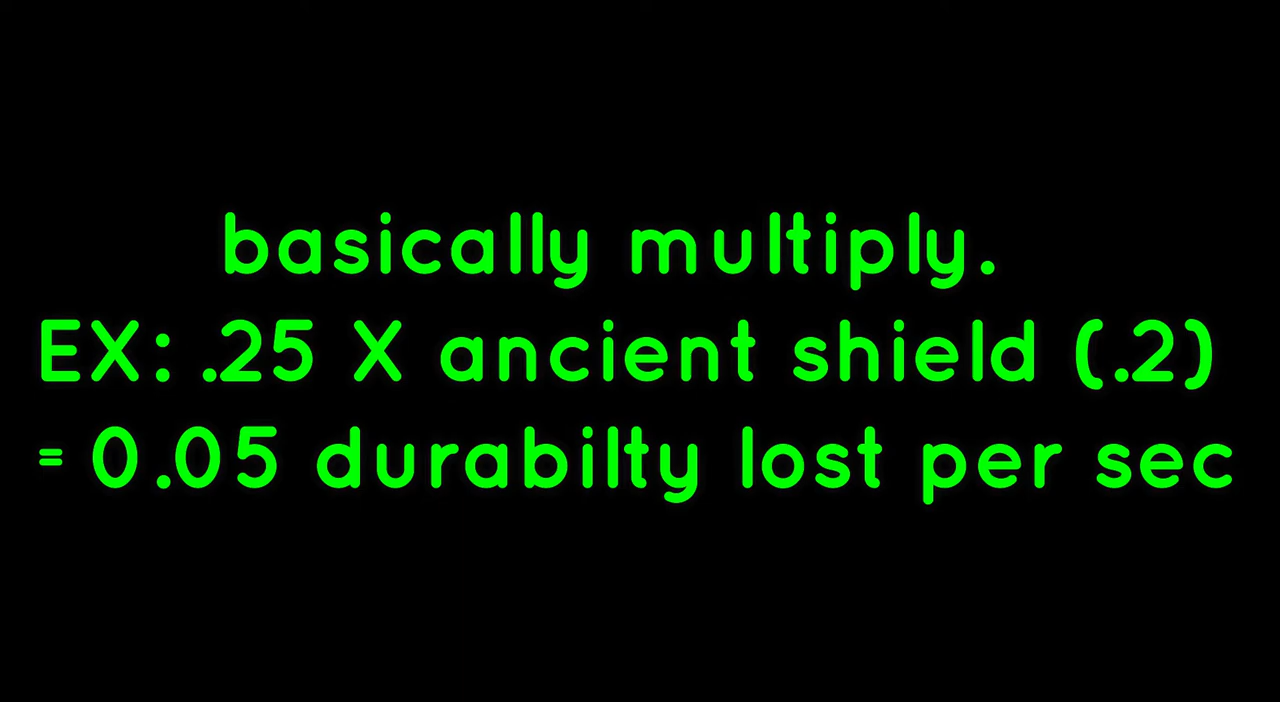 basically multiply.
EX: .25 X ancient shield (.2)
= 0.05 durabilty lost per sec